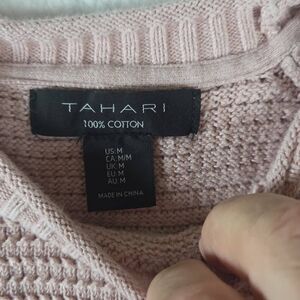 TAHARI
100% COTTON
US: M
CA: M/M
UK: M
EU: M
AU: M
MADE IN CHINA